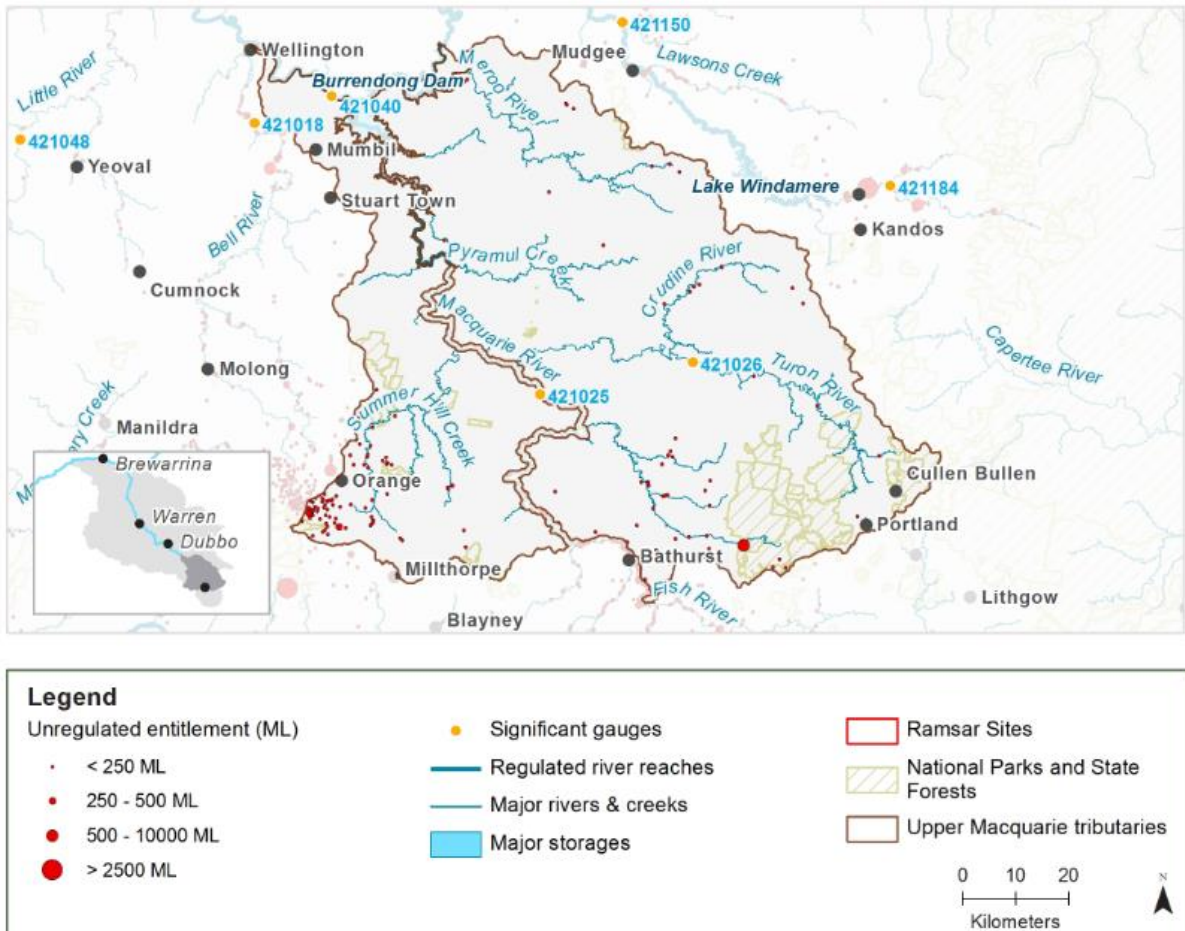 Wellington
Mudgee
421150
Lawsons Creek
Little River
Burrendong Dam
Meroo River
421040
421018
421048
Yeoval
Mumbil
Lake Windamere
421184
Stuart Town
Kandos
Bell River
Pyramul Creek
Crudine River
Cumnock
Macquarie River
Capertee River
421026
Turon River
Molong
421025
Summer Hill Creek
Manildra
Orange
Cullen Bullen
Portland
Brewarrina
Warren
Dubbo
Millthorpe
Bathurst
Fish River
Blayney
Lithgow
Legend
Unregulated entitlement (ML)
< 250 ML
250 - 500 ML
500 - 10000 ML
> 2500 ML
Significant gauges
Regulated river reaches
Major rivers & creeks
Major storages
Ramsar Sites
National Parks and State
Forests
Upper Macquarie tributaries
0 10 20
Kilometers
N